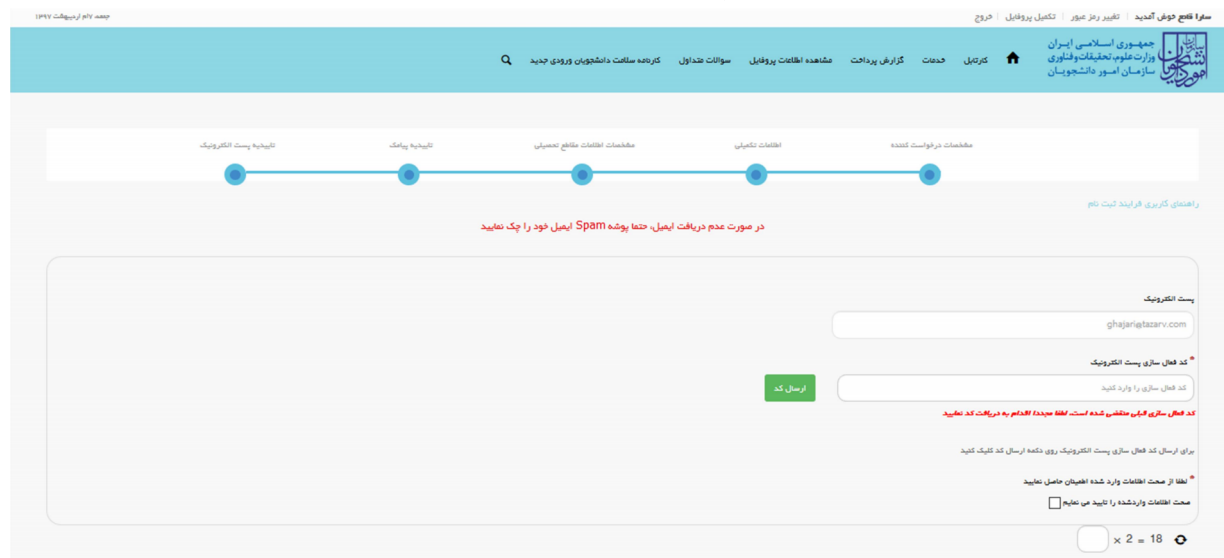 سارا قامع خوش آمدید | تغییر رمز عبور | تکمیل پروفایل | خروج
جمعه، ۷ام اردیبهشت ۱۳۹۷
جمهوری اسلامی ایران
وزارت علوم، تحقیقات و فناوری
سازمان امور دانشجویان
کارتابل خدمات گزارش پرداخت مشاهده اطلاعات پروفایل سوالات متداول کارنامه سلامت دانشجویان ورودی جدید
مشخصات درخواست کننده اطلاعات تکمیلی مشخصات اطلاعات مقاطع تحصیلی تاییدیه پیامک تاییدیه پست الکترونیک
راهنمای کاربری فرایند ثبت نام
در صورت عدم دریافت ایمیل، حتما پوشه Spam ایمیل خود را چک نمایید
پست الکترونیک
ghajari@tazarv.com
* کد فعال سازی پست الکترونیک
کد فعال سازی را وارد کنید
ارسال کد
کد فعال سازی قبلی منقضی شده است، لطفا مجددا اقدام به دریافت کد نمایید
برای ارسال کد فعال سازی پست الکترونیک روی دکمه ارسال کد کلیک کنید
* لطفا از صحت اطلاعات وارد شده اطمینان حاصل نمایید
صحت اطلاعات واردشده را تایید می نمایم
× 2 = 18